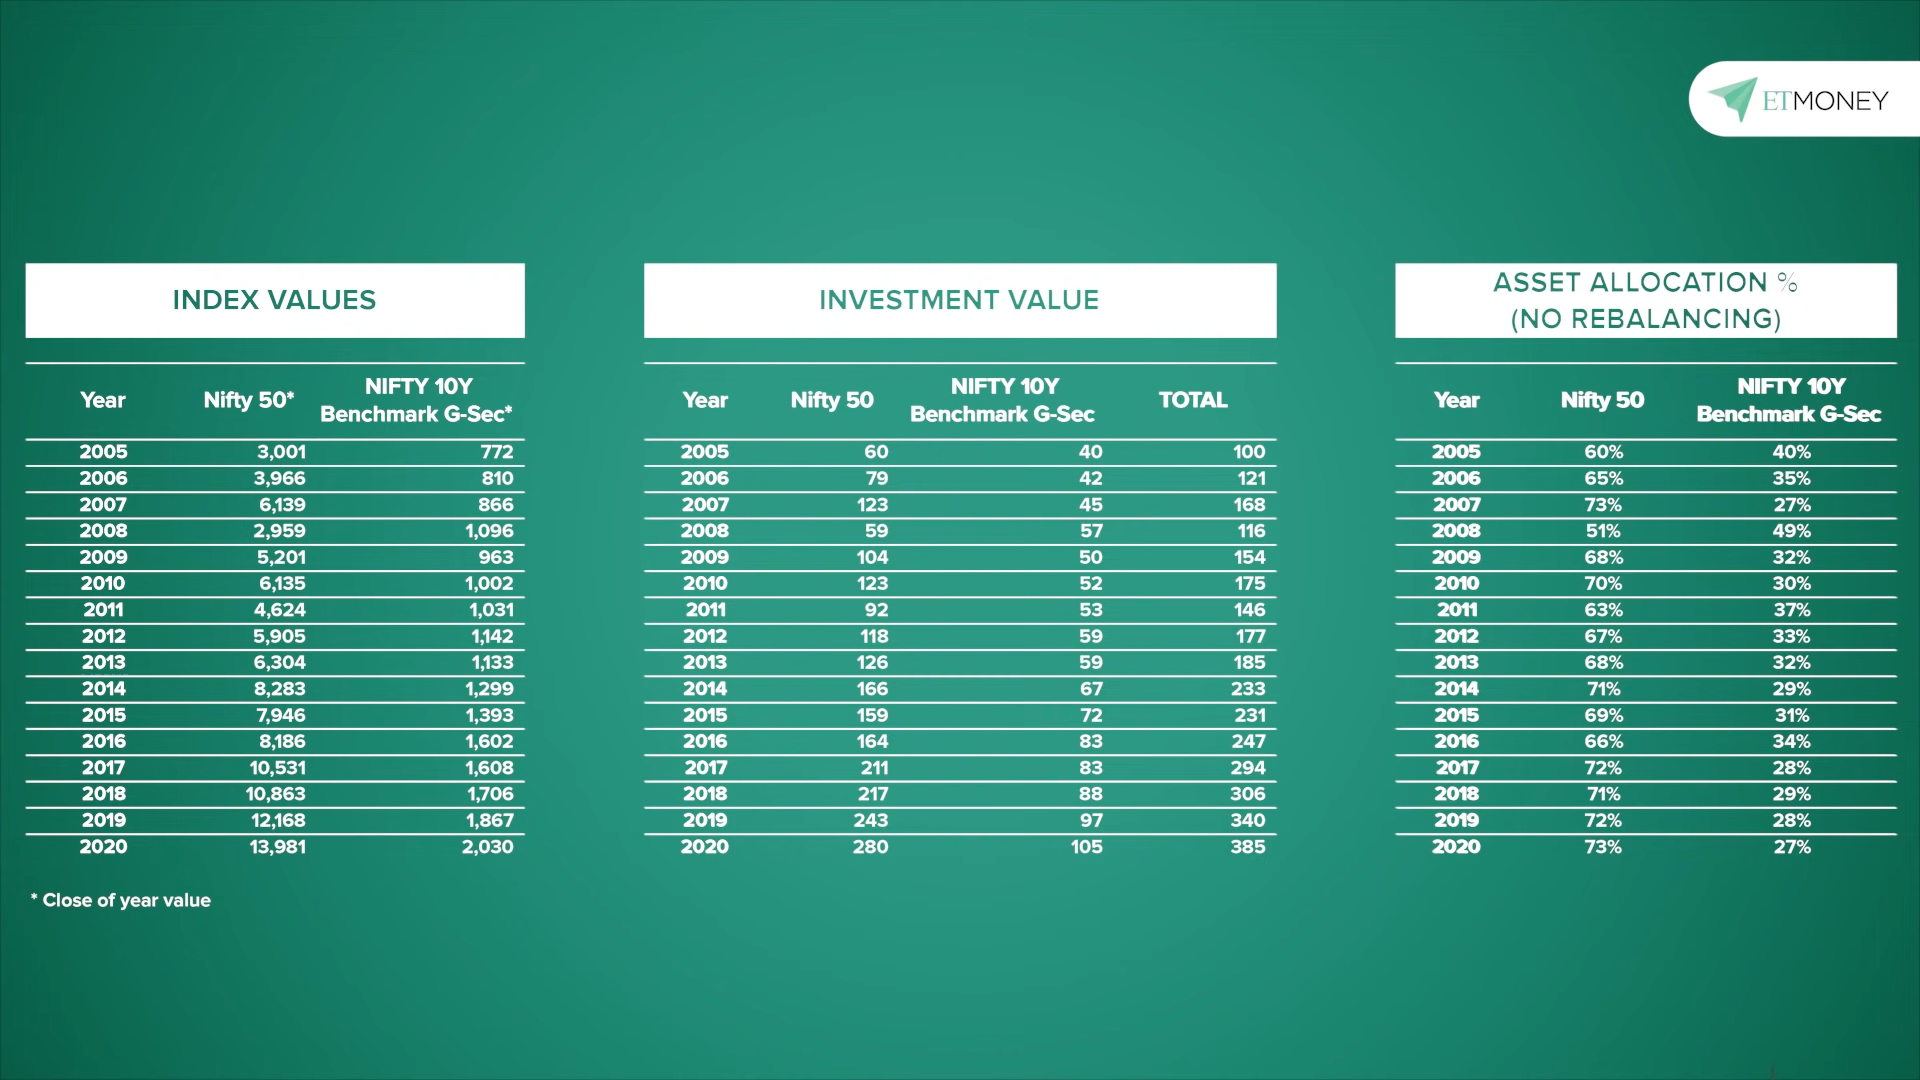 ETMONEY
INDEX VALUES
Year Nifty 50* NIFTY 10Y Benchmark G-Sec*
2005 3,001 772
2006 3,966 810
2007 6,139 866
2008 2,959 1,096
2009 5,201 963
2010 6,135 1,002
2011 4,624 1,031
2012 5,905 1,142
2013 6,304 1,133
2014 8,283 1,299
2015 7,946 1,393
2016 8,186 1,602
2017 10,531 1,608
2018 10,863 1,706
2019 12,168 1,867
2020 13,981 2,030
* Close of year value
INVESTMENT VALUE
Year Nifty 50 NIFTY 10Y Benchmark G-Sec TOTAL
2005 60 40 100
2006 79 42 121
2007 123 45 168
2008 59 57 116
2009 104 50 154
2010 123 52 175
2011 92 53 146
2012 118 59 177
2013 126 59 185
2014 166 67 233
2015 159 72 231
2016 164 83 247
2017 211 83 294
2018 217 88 306
2019 243 97 340
2020 280 105 385
ASSET ALLOCATION %
(NO REBALANCING)
Year Nifty 50 NIFTY 10Y Benchmark G-Sec
2005 60% 40%
2006 65% 35%
2007 73% 27%
2008 51% 49%
2009 68% 32%
2010 70% 30%
2011 63% 37%
2012 67% 33%
2013 68% 32%
2014 71% 29%
2015 69% 31%
2016 66% 34%
2017 72% 28%
2018 71% 29%
2019 72% 28%
2020 73% 27%